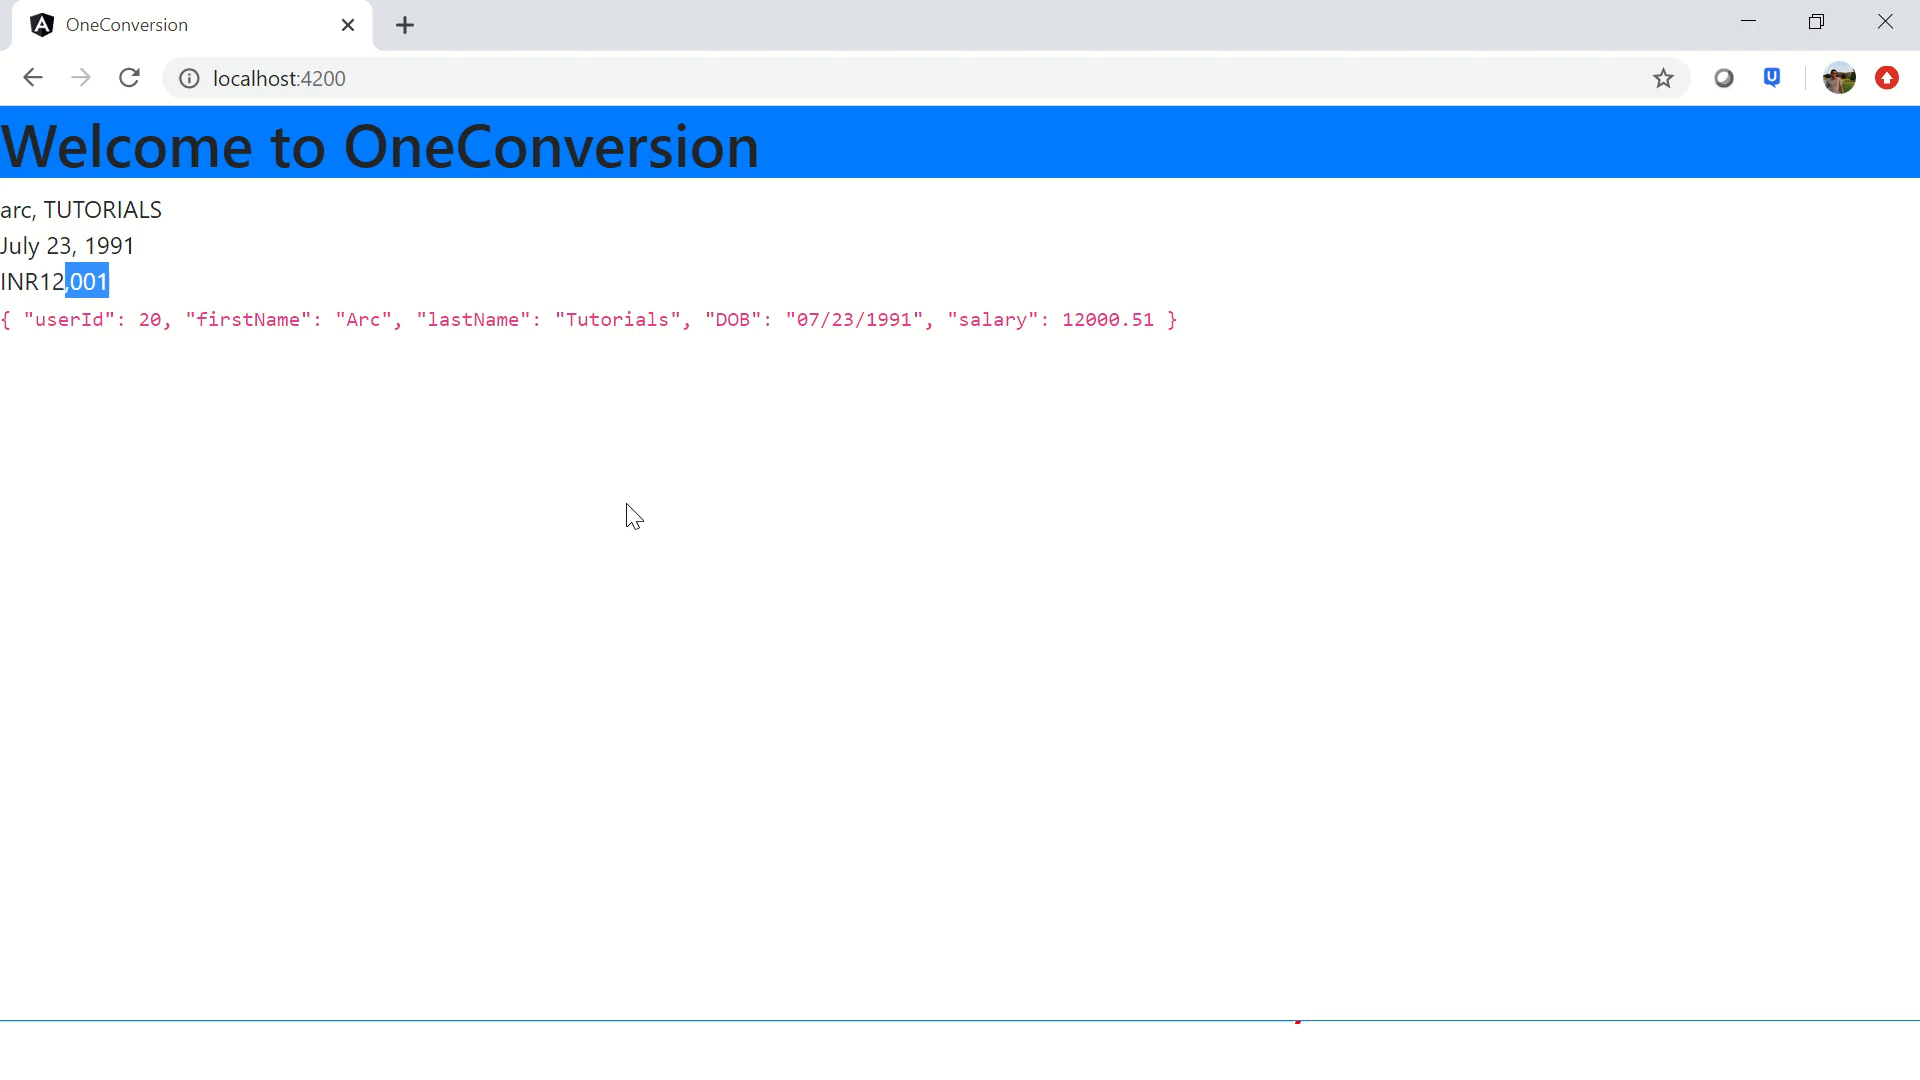 OneConversion
localhost:4200
Welcome to OneConversion
arc, TUTORIALS
July 23, 1991
INR12,001
{ "userId": 20, "firstName": "Arc", "lastName": "Tutorials", "DOB": "07/23/1991", "salary": 12000.51 }